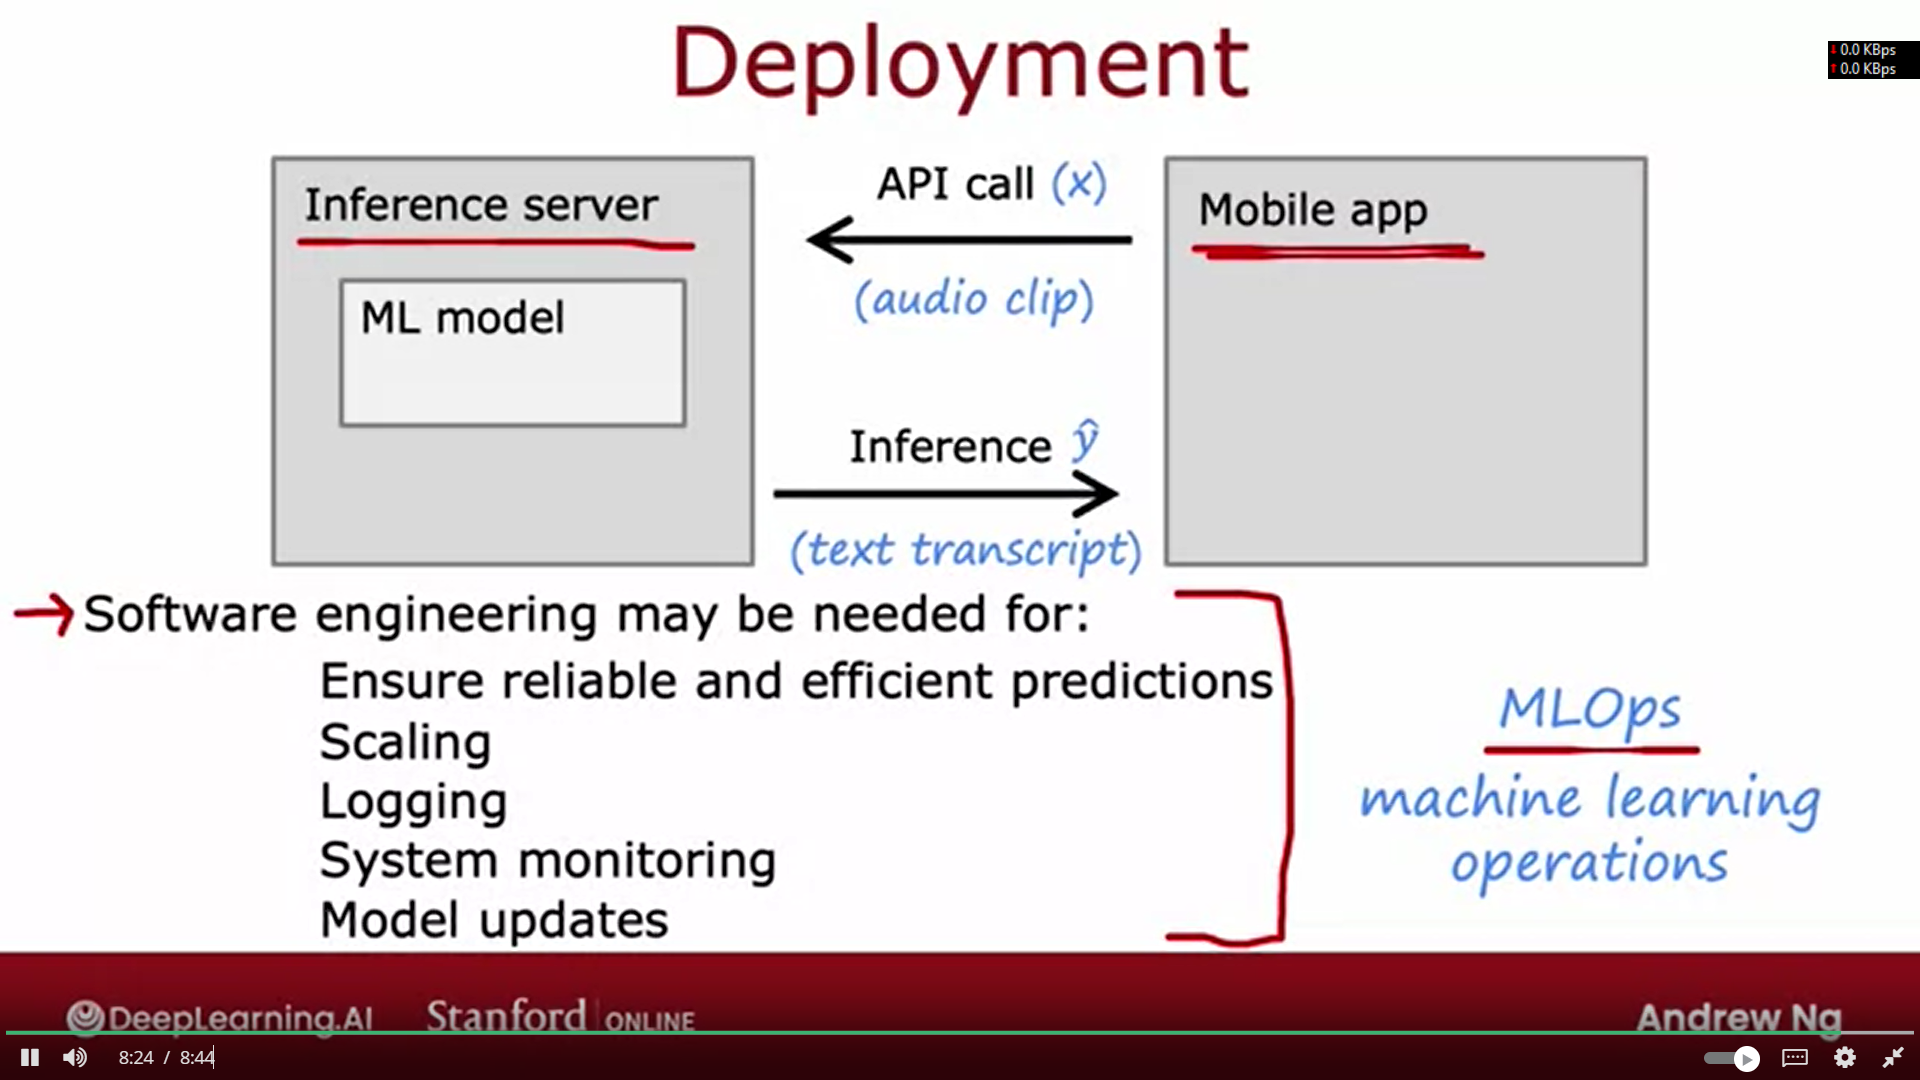 Deployment
0.0 KBps
0.0 KBps
Inference server
ML model
API call (x)
(audio clip)
Inference ŷ
(text transcript)
Mobile app
Software engineering may be needed for:
Ensure reliable and efficient predictions
Scaling
Logging
System monitoring
Model updates
MLOps
machine learning
operations
DeepLearning.AI
Stanford ONLINE
Andrew Ng
8:24 / 8:44